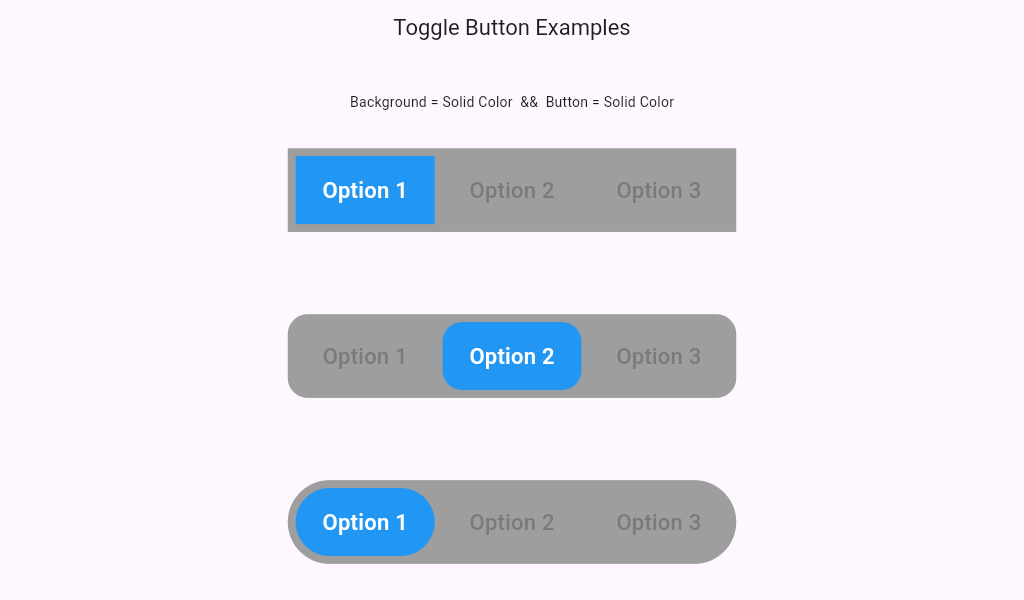 Toggle Button Examples
Background = Solid Color  &&  Button = Solid Color
Option 1 Option 2 Option 3
Option 1 Option 2 Option 3
Option 1 Option 2 Option 3